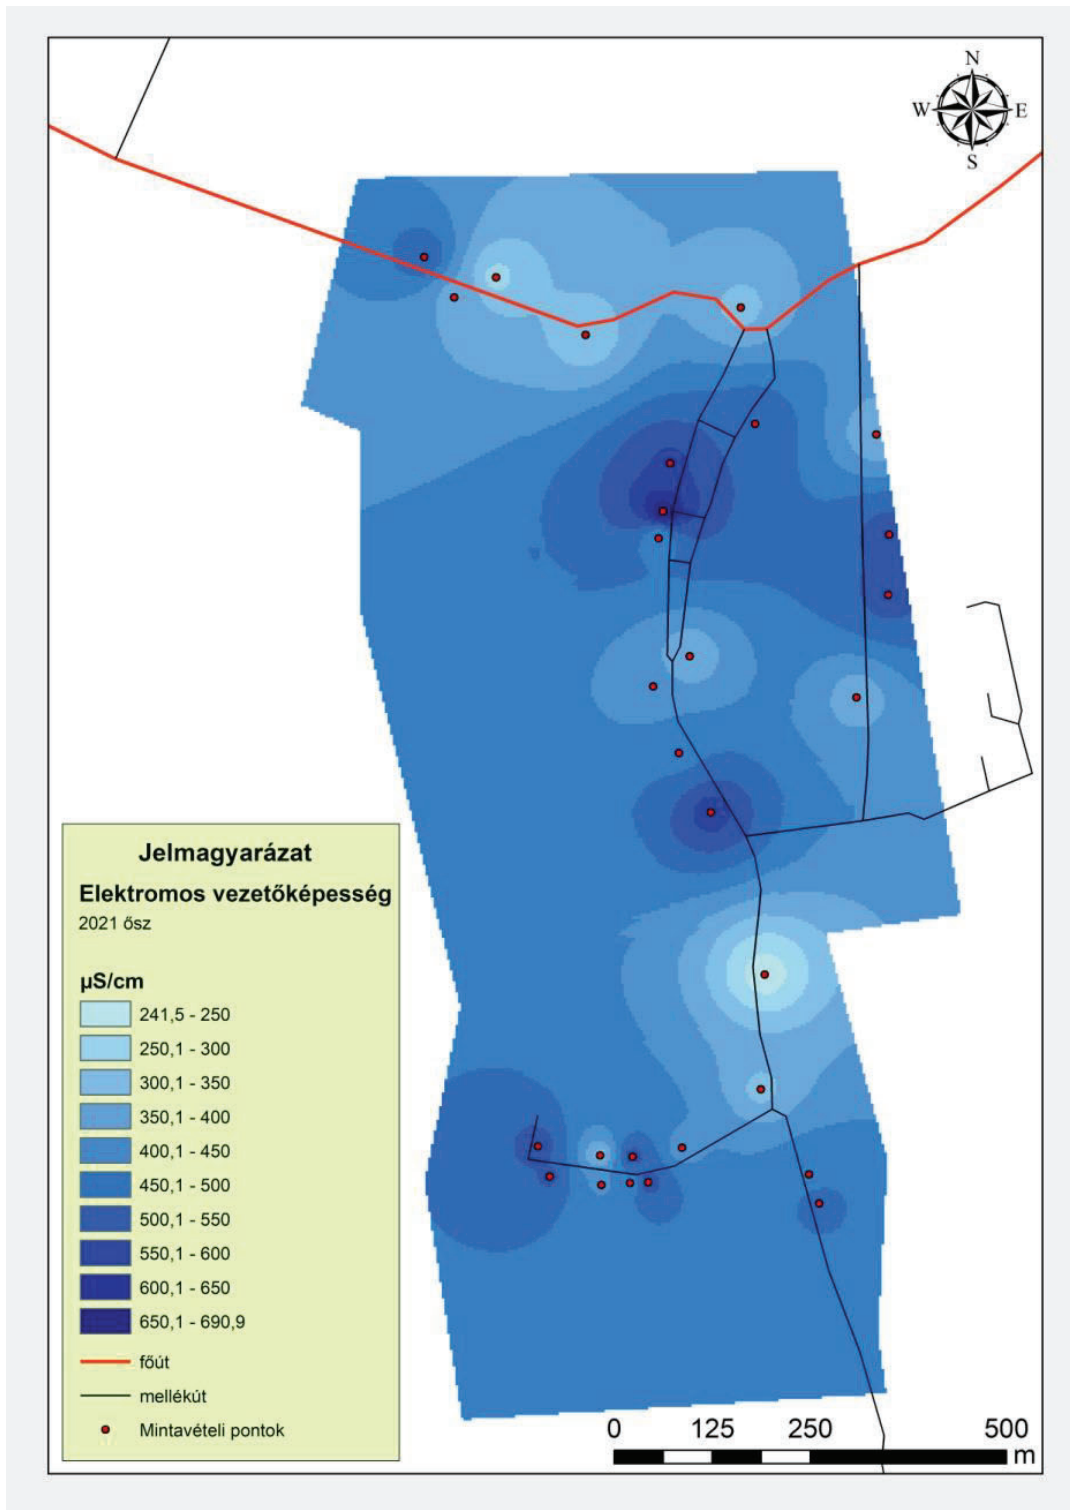 N
W E
S
Jelmagyarázat
Elektromos vezetőképesség
2021 ősz
µS/cm
241,5 - 250
250,1 - 300
300,1 - 350
350,1 - 400
400,1 - 450
450,1 - 500
500,1 - 550
550,1 - 600
600,1 - 650
650,1 - 690,9
főút
mellékút
Mintavételi pontok
0 125 250 500
m